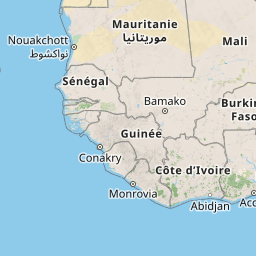 Mauritanie
موريتانيا
Nouakchott
نواكشوط
Mali
Sénégal
Bamako
Burkin
Faso
Guinée
Conakry
Côte d'Ivoire
Monrovia
Abidjan
Acc